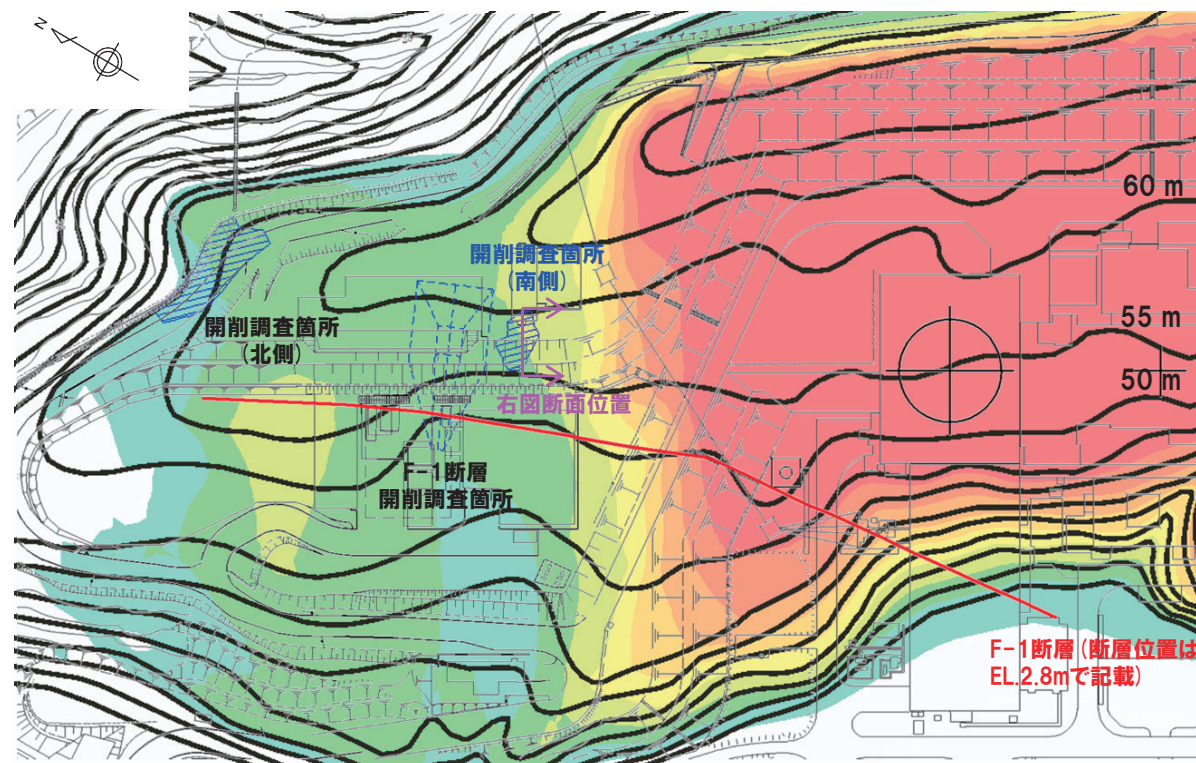 N
60 m
開削調査箇所
(南側)
開削調査箇所
(北側)
55 m
50 m
右図断面位置
F-1断層
開削調査箇所
F-1断層(断層位置は
EL.2.8mで記載)